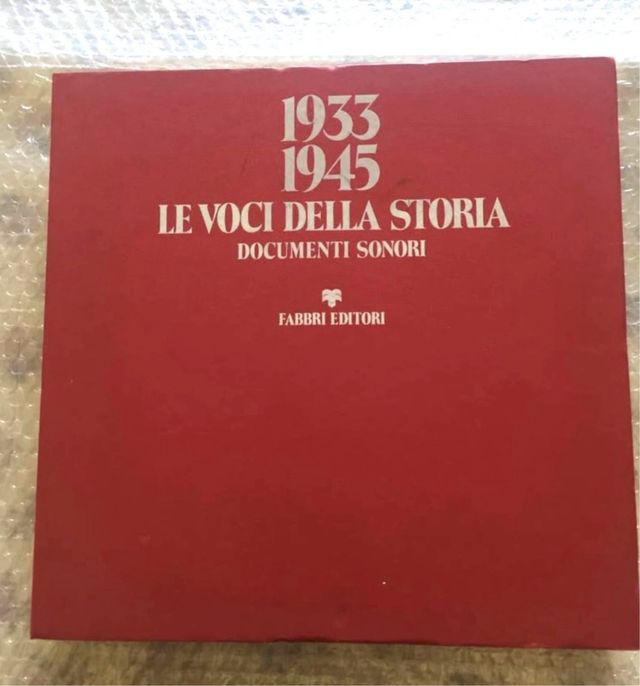 1933
1945
LE VOCI DELLA STORIA
DOCUMENTI SONORI
FABBRI EDITORI